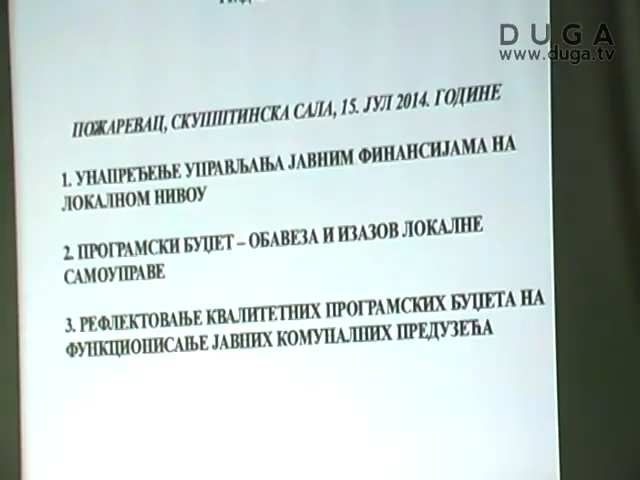 DUGA
www.duga.tv
ПОЖАРЕВАЦ, СКУПШТИНСКА САЛА, 15. ЈУЛ 2014. ГОДИНЕ
1. УНАПРЕЂЕЊЕ УПРАВЉАЊА ЈАВНИМ ФИНАНСИЈАМА НА
ЛОКАЛНОМ НИВОУ
2. ПРОГРАМСКИ БУЏЕТ – ОБАВЕЗА И ИЗАЗОВ ЛОКАЛНЕ
САМОУПРАВЕ
3. РЕФЛЕКТОВАЊЕ КВАЛИТЕТНИХ ПРОГРАМСКИХ БУЏЕТА НА
ФУНКЦИОПИСАЊЕ ЈАВНИХ КОМУНАЛНИХ ПРЕДУЗЕЋА